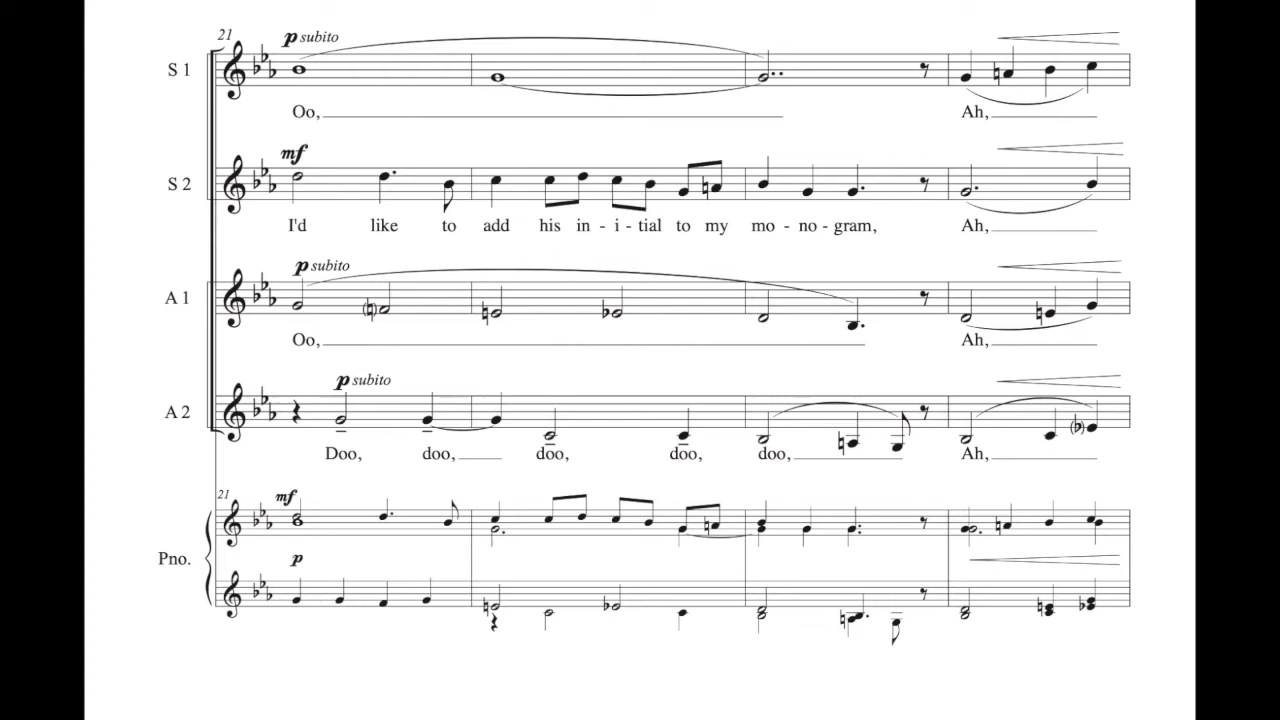 21
p subito
S 1
Oo,
Ah,
mf
S 2
I'd like to add his in - i - tial to my mo - no - gram, Ah,
p subito
A 1
Oo,
Ah,
p subito
A 2
Doo, doo, doo, doo, doo, Ah,
21
mf
Pno.
p